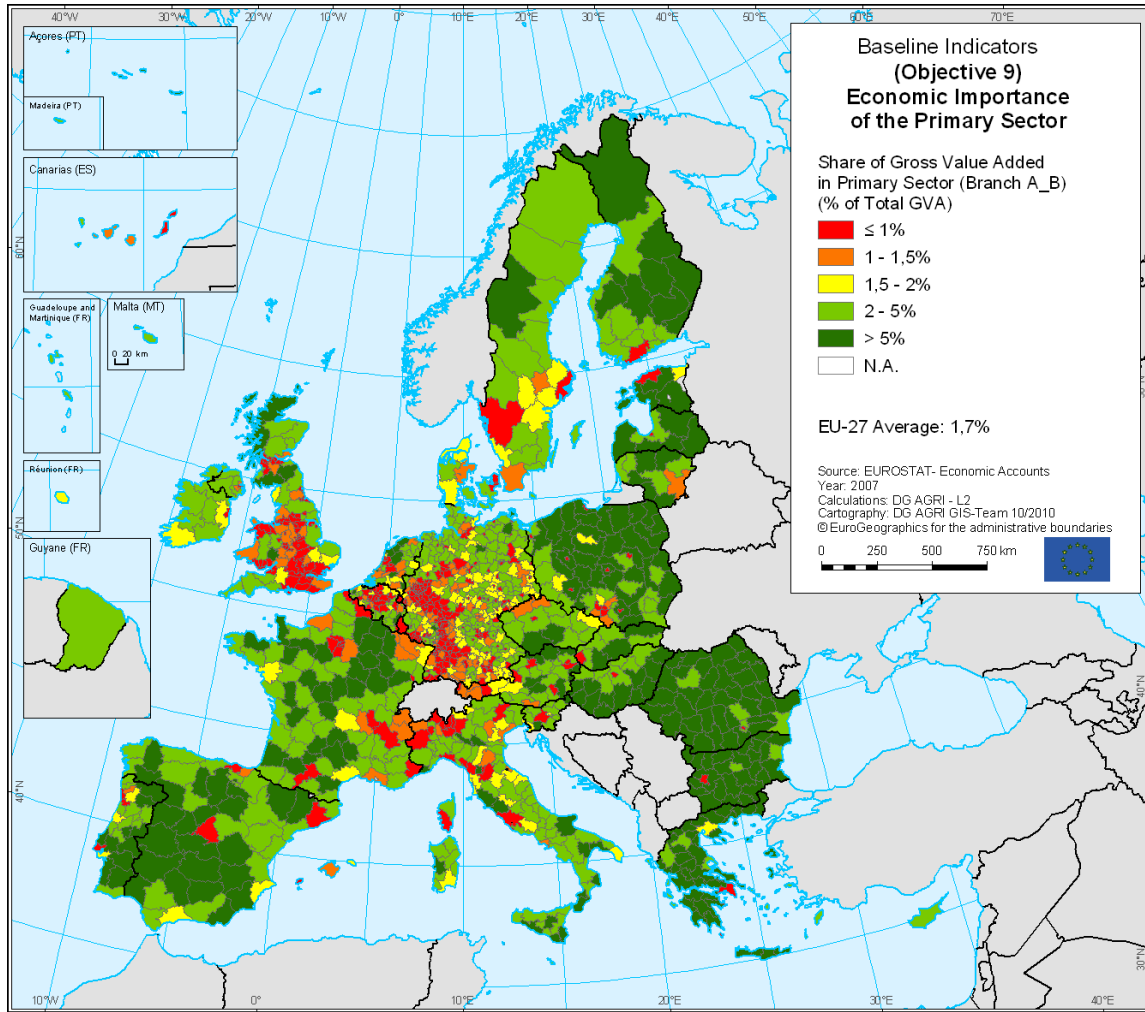 40°W
30°W
20°W
10°W
0°
10°E
20°E
30°E
40°E
50°E
60°E
70°E
Açores (PT)
Madeira (PT)
Canarias (ES)
Guadeloupe and
Martinique (FR)
Malta (MT)
0 20 km
Réunion (FR)
Guyane (FR)
Baseline Indicators
(Objective 9)
Economic Importance
of the Primary Sector
Share of Gross Value Added
in Primary Sector (Branch A_B)
(% of Total GVA)
≤ 1%
1 - 1,5%
1,5 - 2%
2 - 5%
> 5%
N.A.
EU-27 Average: 1,7%
Source: EUROSTAT- Economic Accounts
Year: 2007
Calculations: DG AGRI - L2
Cartography: DG AGRI GIS-Team 10/2010
© EuroGeographics for the administrative boundaries
0 250 500 750 km
60°N
50°N
40°N
40°N
30°N
10°W
0°
10°E
20°E
30°E
40°E